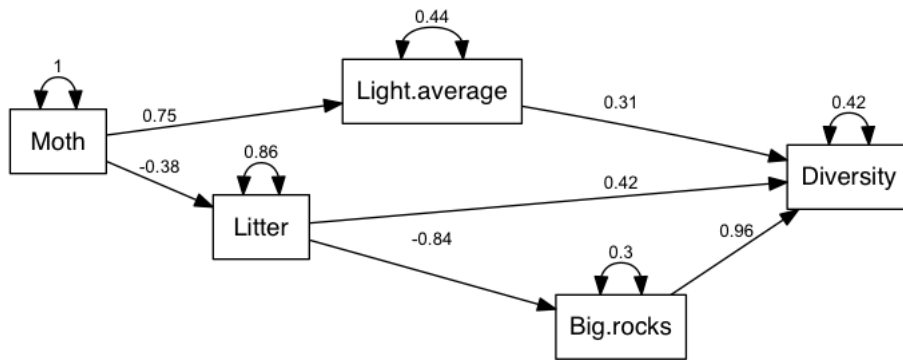 0.44
1
Light.average
0.42
0.75
0.31
Moth
-0.38
0.86
0.42
Diversity
Litter
-0.84
0.96
0.3
Big.rocks